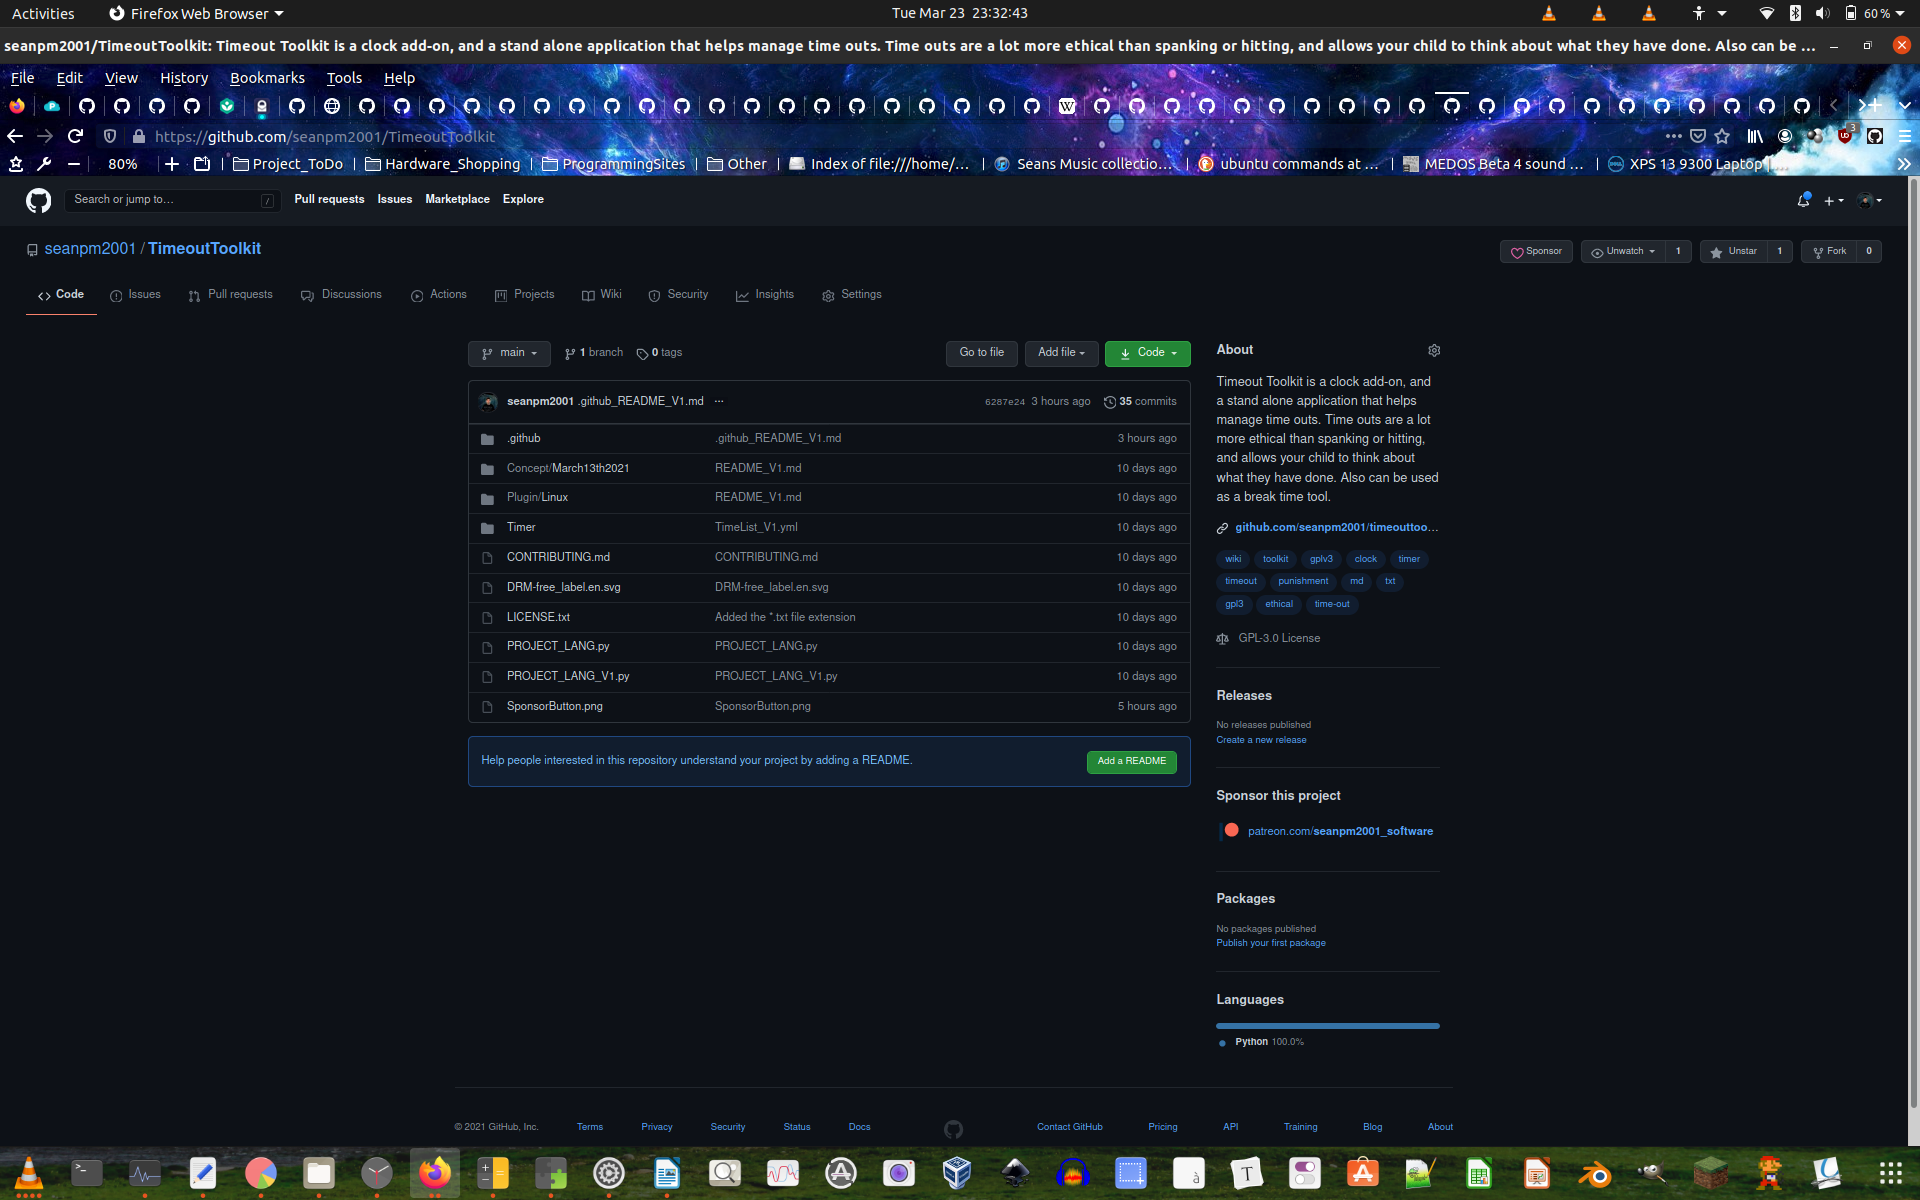 Activities Firefox Web Browser Tue Mar 23 23:32:43 60 %
seanpm2001/TimeoutToolkit: Timeout Toolkit is a clock add-on, and a stand alone application that helps manage time outs. Time outs are a lot more ethical than spanking or hitting, and allows your child to think about what they have done. Also can be ...
File Edit View History Bookmarks Tools Help
https://github.com/seanpm2001/TimeoutToolkit
80% Project_ToDo Hardware_Shopping ProgrammingSites Other Index of file:///home/... Seans Music collectio... ubuntu commands at ... MEDOS Beta 4 sound ... XPS 13 9300 Laptop
Search or jump to... / Pull requests Issues Marketplace Explore
seanpm2001 / TimeoutToolkit Sponsor Unwatch 1 Unstar 1 Fork 0
Code Issues Pull requests Discussions Actions Projects Wiki Security Insights Settings
main 1 branch 0 tags Go to file Add file Code
seanpm2001 .github_README_V1.md ... 6287e24 3 hours ago 35 commits
.github .github_README_V1.md 3 hours ago
Concept/March13th2021 README_V1.md 10 days ago
Plugin/Linux README_V1.md 10 days ago
Timer TimeList_V1.yml 10 days ago
CONTRIBUTING.md CONTRIBUTING.md 10 days ago
DRM-free_label.en.svg DRM-free_label.en.svg 10 days ago
LICENSE.txt Added the *.txt file extension 10 days ago
PROJECT_LANG.py PROJECT_LANG.py 10 days ago
PROJECT_LANG_V1.py PROJECT_LANG_V1.py 10 days ago
SponsorButton.png SponsorButton.png 5 hours ago
Help people interested in this repository understand your project by adding a README. Add a README
About
Timeout Toolkit is a clock add-on, and
a stand alone application that helps
manage time outs. Time outs are a lot
more ethical than spanking or hitting,
and allows your child to think about
what they have done. Also can be used
as a break time tool.
github.com/seanpm2001/timeouttoo...
wiki toolkit gplv3 clock timer
timeout punishment md txt
gpl3 ethical time-out
GPL-3.0 License
Releases
No releases published
Create a new release
Sponsor this project
patreon.com/seanpm2001_software
Packages
No packages published
Publish your first package
Languages
Python 100.0%
© 2021 GitHub, Inc. Terms Privacy Security Status Docs Contact GitHub Pricing API Training Blog About